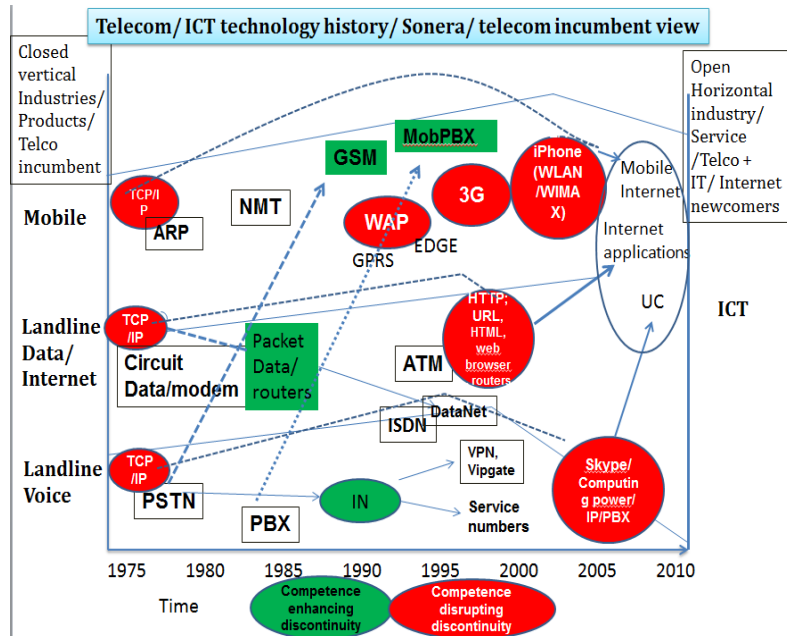 Telecom/ ICT technology history/ Sonera/ telecom incumbent view
Closed
vertical
Industries/
Products/
Telco
incumbent
Open
Horizontal
industry/
Service
/Telco +
IT/ Internet
newcomers
MobPBX
GSM
iPhone
(WLAN
/WIMA
X)
Mobile
Internet
TCP/I
P
Mobile
ARP
NMT
WAP
3G
GPRS
EDGE
Internet
applications
UC
ICT
Landline
Data/
Internet
TCP
/IP
Circuit
Data/modem
Packet
Data/
routers
ATM
HTTP;
URL,
HTML,
web
browser
routers
DataNet
ISDN
Landline
Voice
TCP
/IP
PSTN
PBX
IN
VPN,
Vipgate
Service
numbers
Skype/
Computin
g power/
IP/PBX
1975
1980
1985
1990
1995
2000
2005
2010
Time
Competence
enhancing
discontinuity
Competence
disrupting
discontinuity